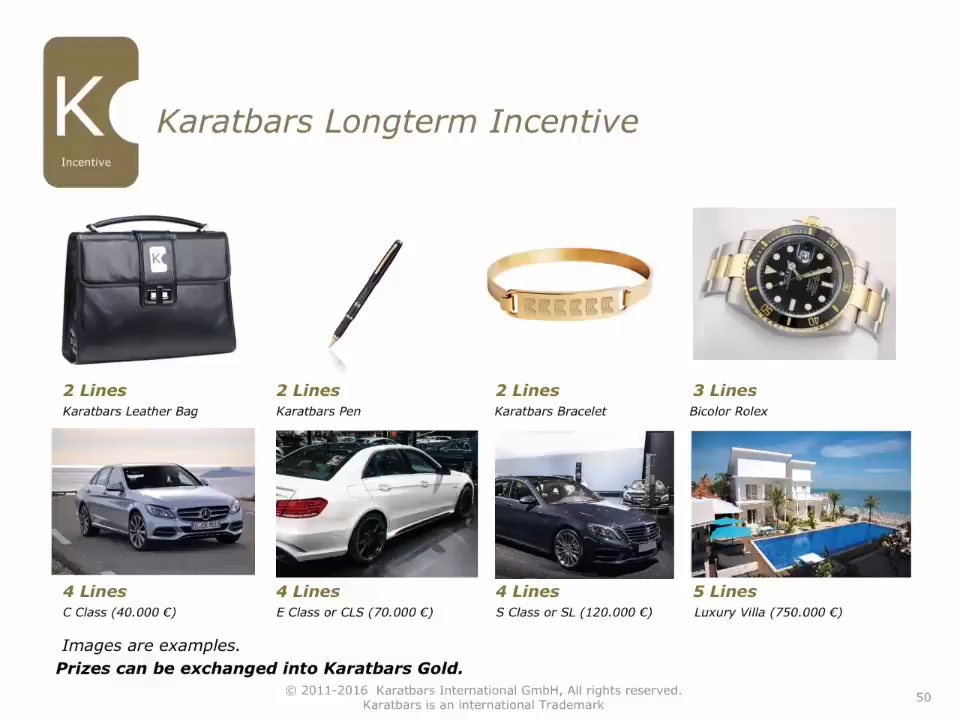 K
Incentive
Karatbars Longterm Incentive
K
2 Lines
Karatbars Leather Bag
2 Lines
Karatbars Pen
2 Lines
Karatbars Bracelet
3 Lines
Bicolor Rolex
4 Lines
C Class (40.000 €)
4 Lines
E Class or CLS (70.000 €)
4 Lines
S Class or SL (120.000 €)
5 Lines
Luxury Villa (750.000 €)
Images are examples.
Prizes can be exchanged into Karatbars Gold.
© 2011-2016 Karatbars International GmbH, All rights reserved.
Karatbars is an international Trademark
50